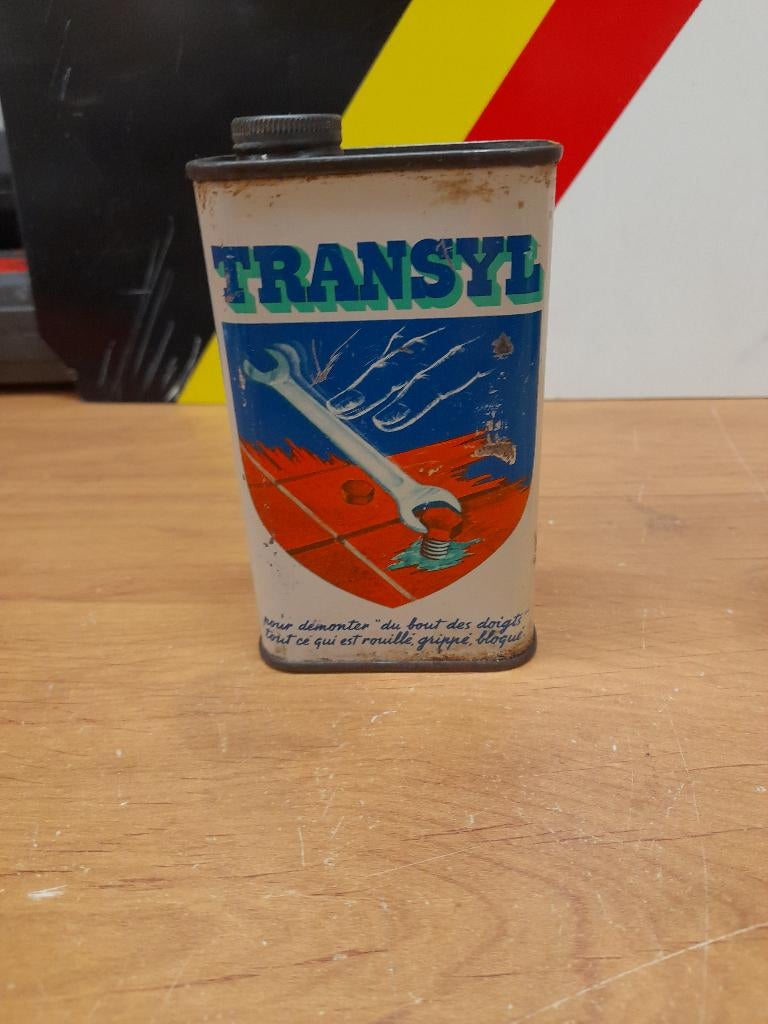 TRANSYL
pour démonter "du bout des doigts"
tout ce qui est rouillé, grippé, bloqué